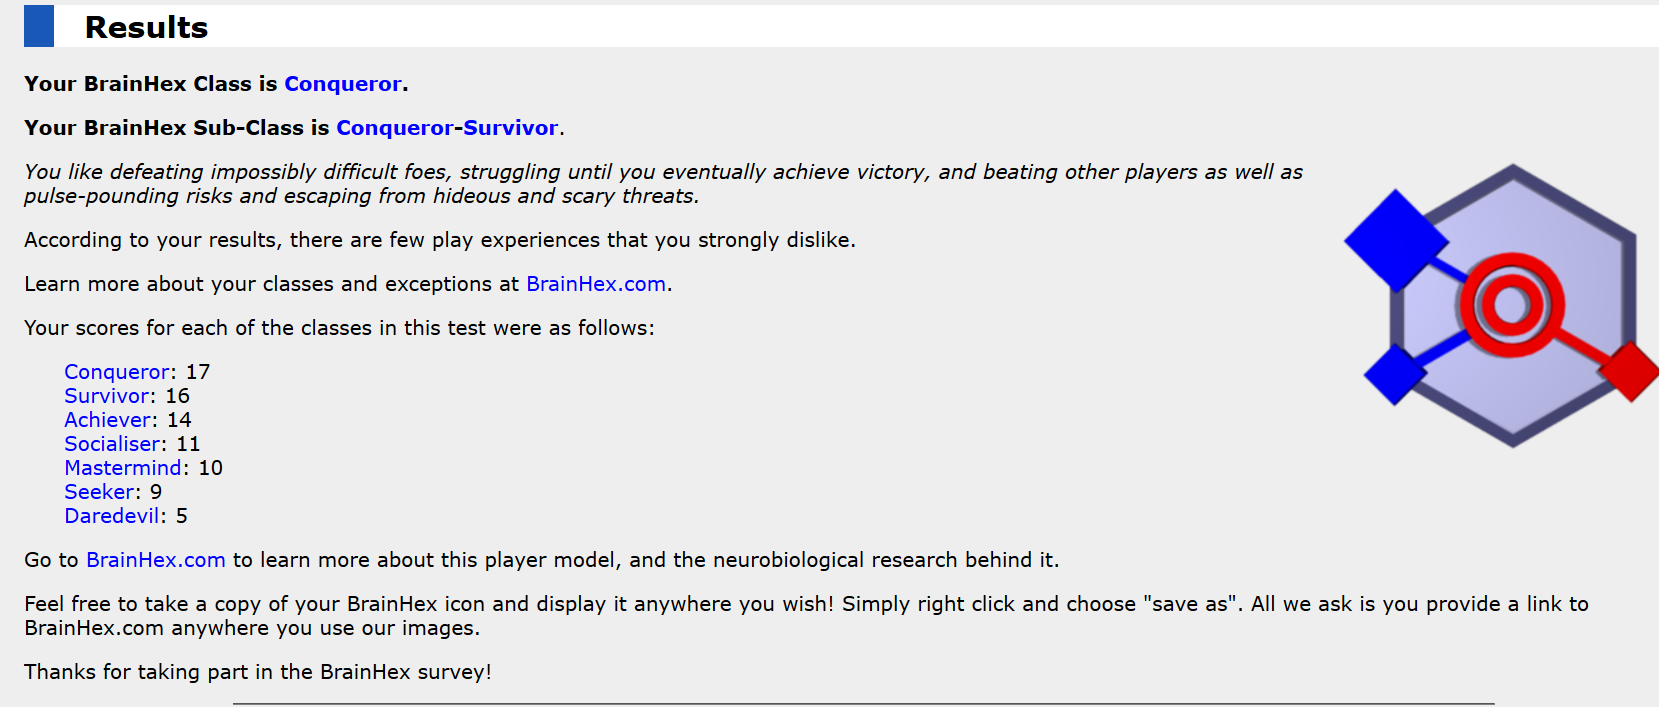 Results
Your BrainHex Class is Conqueror.
Your BrainHex Sub-Class is Conqueror-Survivor.
You like defeating impossibly difficult foes, struggling until you eventually achieve victory, and beating other players as well as
pulse-pounding risks and escaping from hideous and scary threats.
According to your results, there are few play experiences that you strongly dislike.
Learn more about your classes and exceptions at BrainHex.com.
Your scores for each of the classes in this test were as follows:
Conqueror: 17
Survivor: 16
Achiever: 14
Socialiser: 11
Mastermind: 10
Seeker: 9
Daredevil: 5
Go to BrainHex.com to learn more about this player model, and the neurobiological research behind it.
Feel free to take a copy of your BrainHex icon and display it anywhere you wish! Simply right click and choose "save as". All we ask is you provide a link to
BrainHex.com anywhere you use our images.
Thanks for taking part in the BrainHex survey!